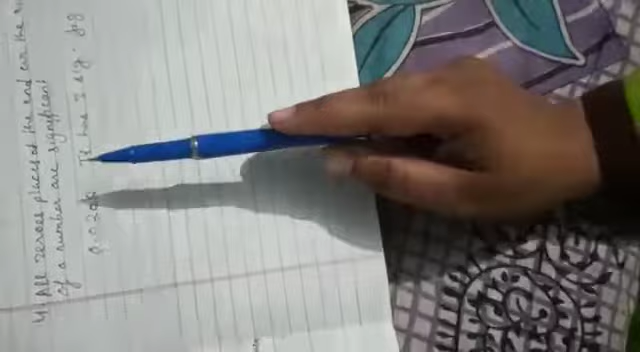 4) All zeroes placed at the end or the
of a number are significant
0.0200 It has 3 sig. fig